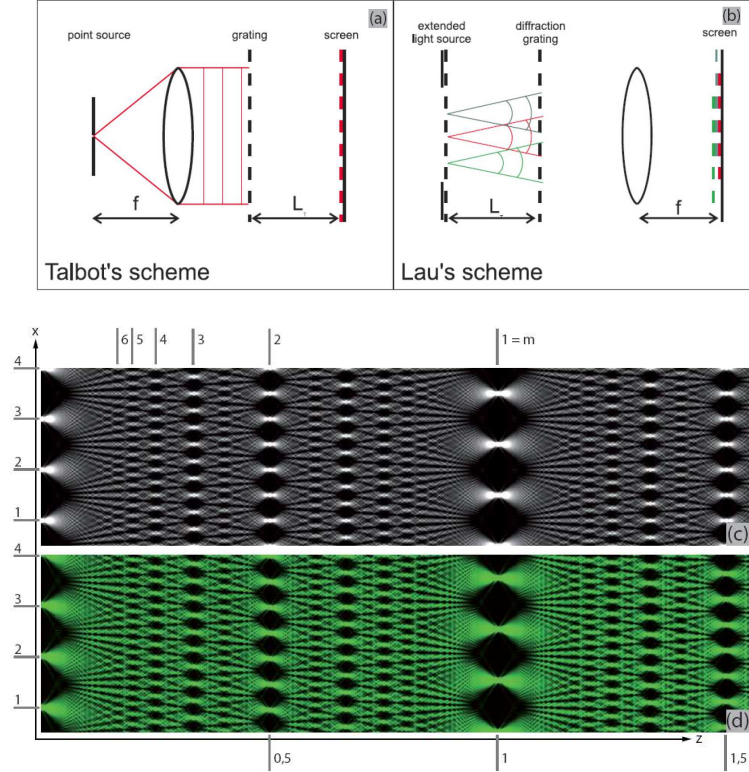 point source
grating
screen
(a)
f
L
T
Talbot's scheme
extended
light source
diffraction
grating
screen
(b)
L
T
f
Lau's scheme
x
6
5
4
3
2
1 = m
4
3
2
1
(c)
4
3
2
1
(d)
z
0,5
1
1,5